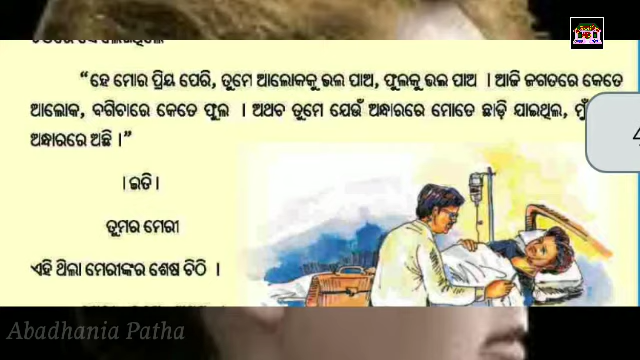 “ହେ ମୋର ପ୍ରିୟ ପେରି, ତୁମେ ଆଲୋକକୁ ଭଲ ପାଅ, ଫୁଲକୁ ଭଲ ପାଅ । ଆଜି ଜଗତରେ କେତେ
ଆଲୋକ, ବଗିଚାରେ କେତେ ଫୁଲ । ଅଥଚ ତୁମେ ଯେଉଁ ଅନ୍ଧାରରେ ମୋତେ ଛାଡ଼ି ଯାଇଥିଲ, ମୁଁ
ଅନ୍ଧାରରେ ଅଛି ।”
। ଇତି ।
ତୁମର ମେରୀ
ଏହି ଥିଲା ମେରୀଙ୍କର ଶେଷ ଚିଠି ।
4
Abadhania Patha